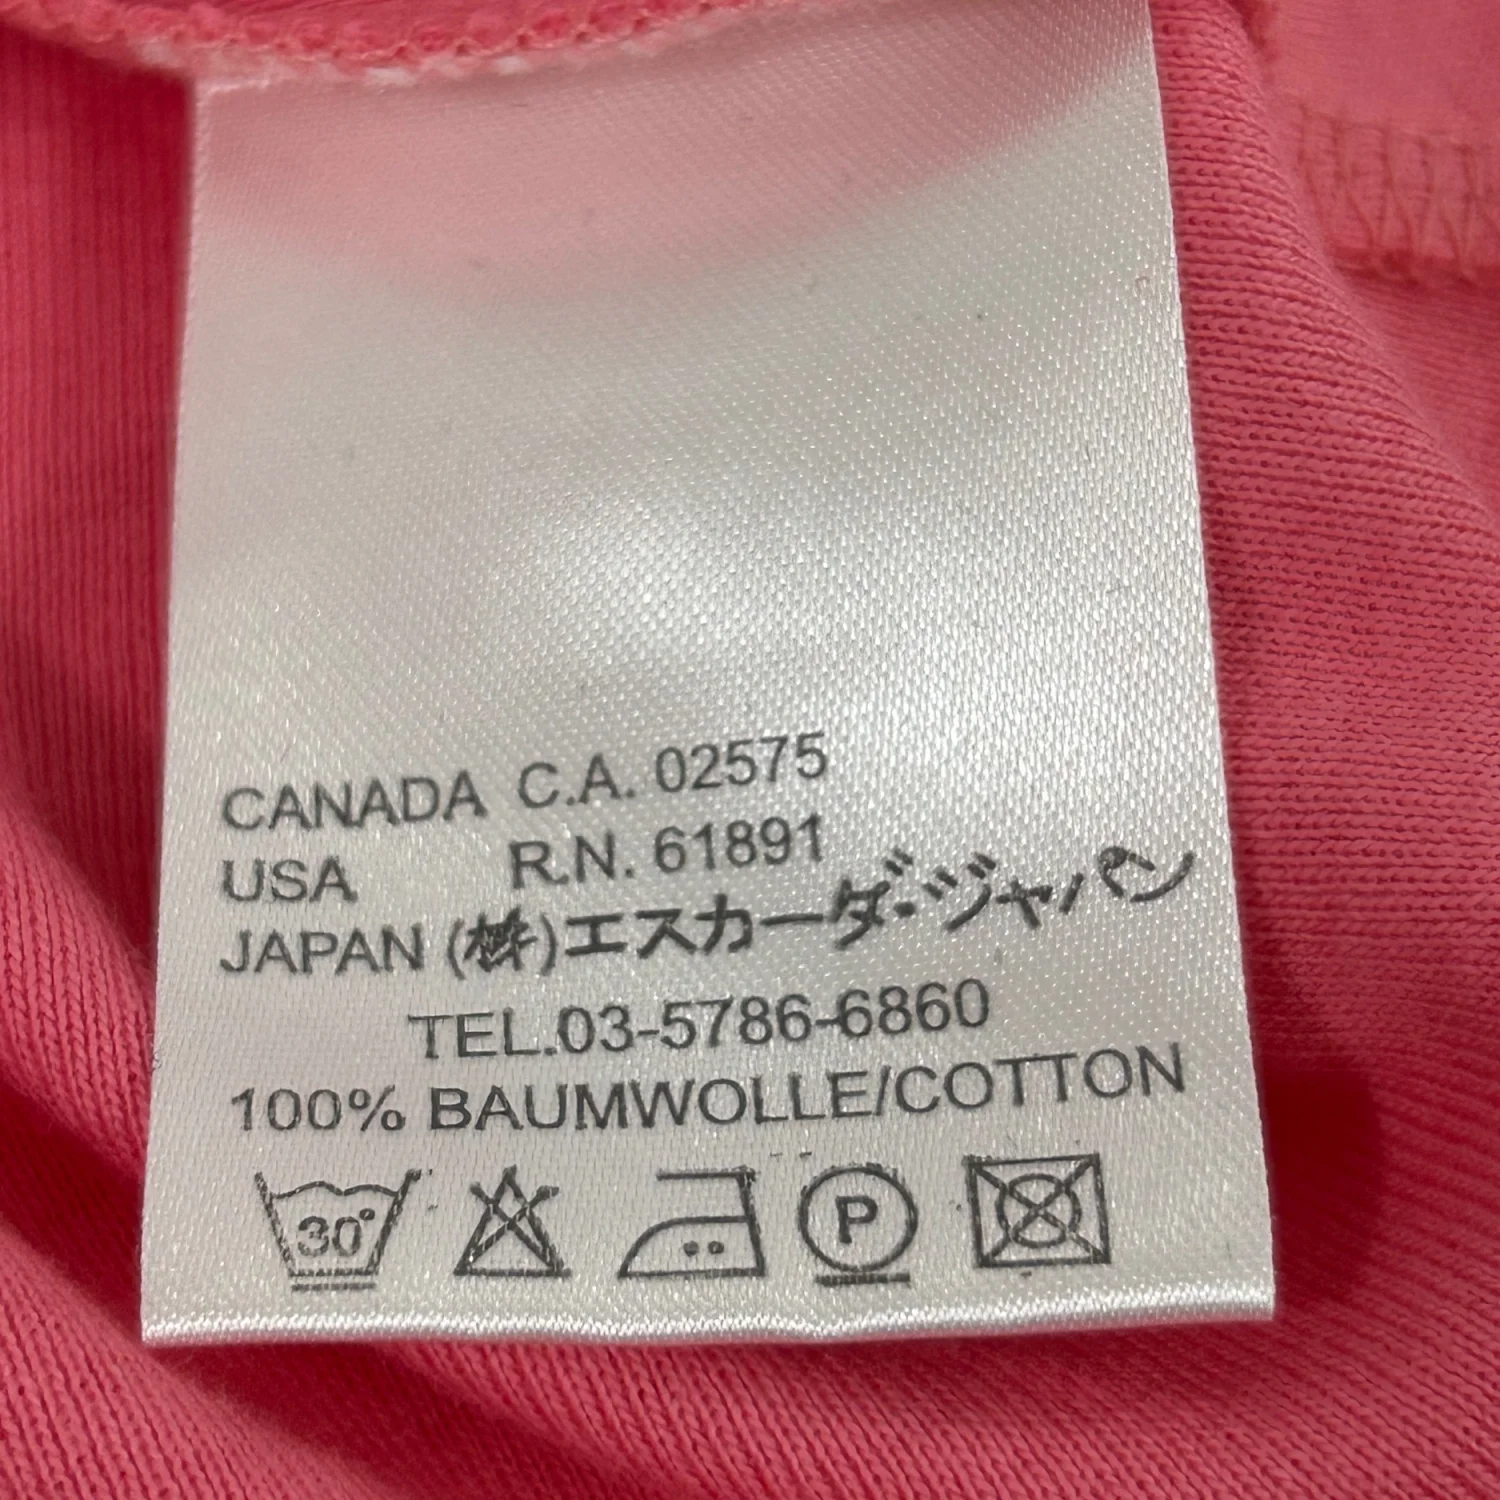 CANADA C.A. 02575
USA R.N. 61891
JAPAN (株)エスカーダ・ジャパン
TEL.03-5786-6860
100% BAUMWOLLE/COTTON
30°
P